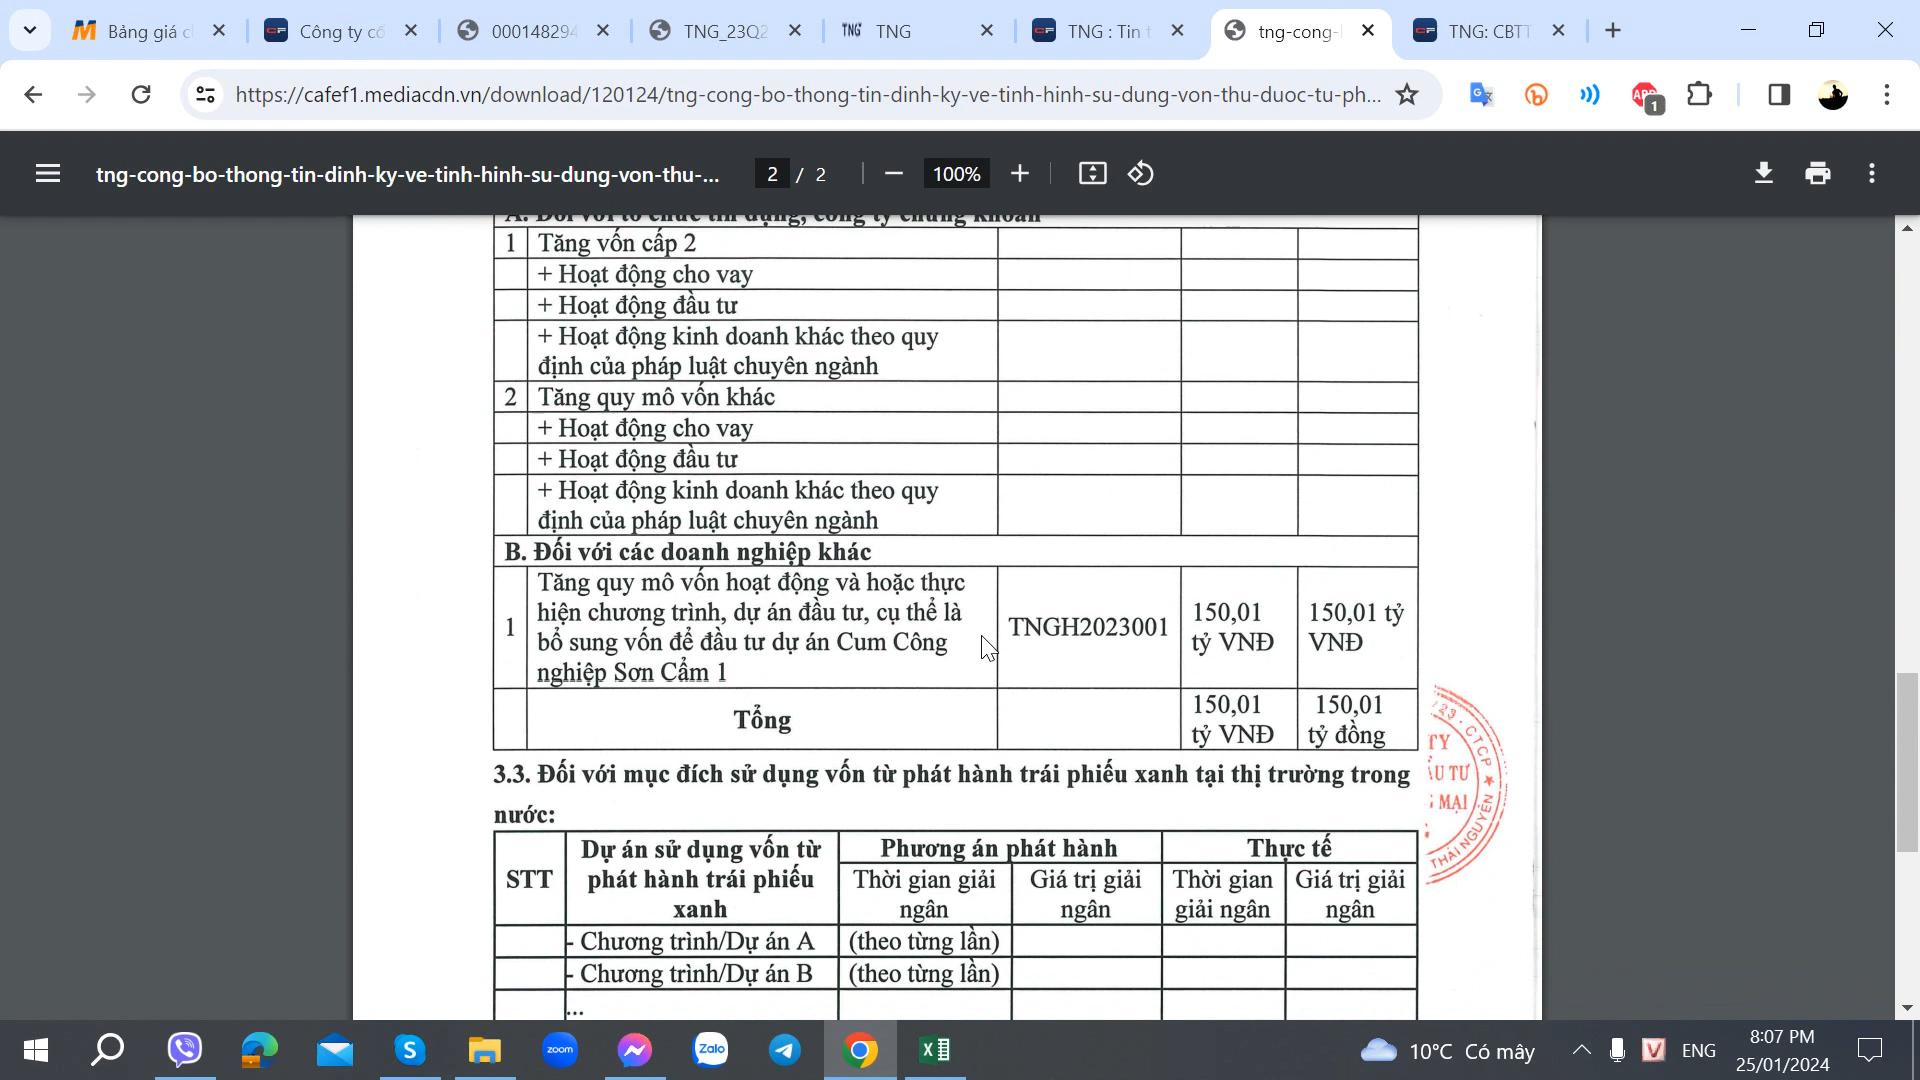 Bảng giá c
Công ty cổ
000148294
TNG_23Q2
TNG
TNG : Tin t
tng-cong-
TNG: CBTT
https://cafef1.mediacdn.vn/download/120124/tng-cong-bo-thong-tin-dinh-ky-ve-tinh-hinh-su-dung-von-thu-duoc-tu-ph...
1
tng-cong-bo-thong-tin-dinh-ky-ve-tinh-hinh-su-dung-von-thu-...
2 / 2
100%
A. Đối với tổ chức tín dụng, công ty chứng khoán
1 Tăng vốn cấp 2
+ Hoạt động cho vay
+ Hoạt động đầu tư
+ Hoạt động kinh doanh khác theo quy
định của pháp luật chuyên ngành
2 Tăng quy mô vốn khác
+ Hoạt động cho vay
+ Hoạt động đầu tư
+ Hoạt động kinh doanh khác theo quy
định của pháp luật chuyên ngành
B. Đối với các doanh nghiệp khác
1
Tăng quy mô vốn hoạt động và hoặc thực
hiện chương trình, dự án đầu tư, cụ thể là
bổ sung vốn để đầu tư dự án Cum Công
nghiệp Sơn Cẩm 1
TNGH2023001
150,01
tỷ VNĐ
150,01 tỷ
VNĐ
Tổng
150,01
tỷ VNĐ
150,01
tỷ đồng
3.3. Đối với mục đích sử dụng vốn từ phát hành trái phiếu xanh tại thị trường trong
nước:
STT
Dự án sử dụng vốn từ
phát hành trái phiếu
xanh
Phương án phát hành
Thực tế
Thời gian giải
ngân
Giá trị giải
ngân
Thời gian
giải ngân
Giá trị giải
ngân
- Chương trình/Dự án A
(theo từng lần)
- Chương trình/Dự án B
(theo từng lần)
...
C.T.C.P
TY
ẦU TƯ
MẠI
THÁI NGUYÊN
zoom
Zalo
10°C Có mây
ENG
8:07 PM
25/01/2024